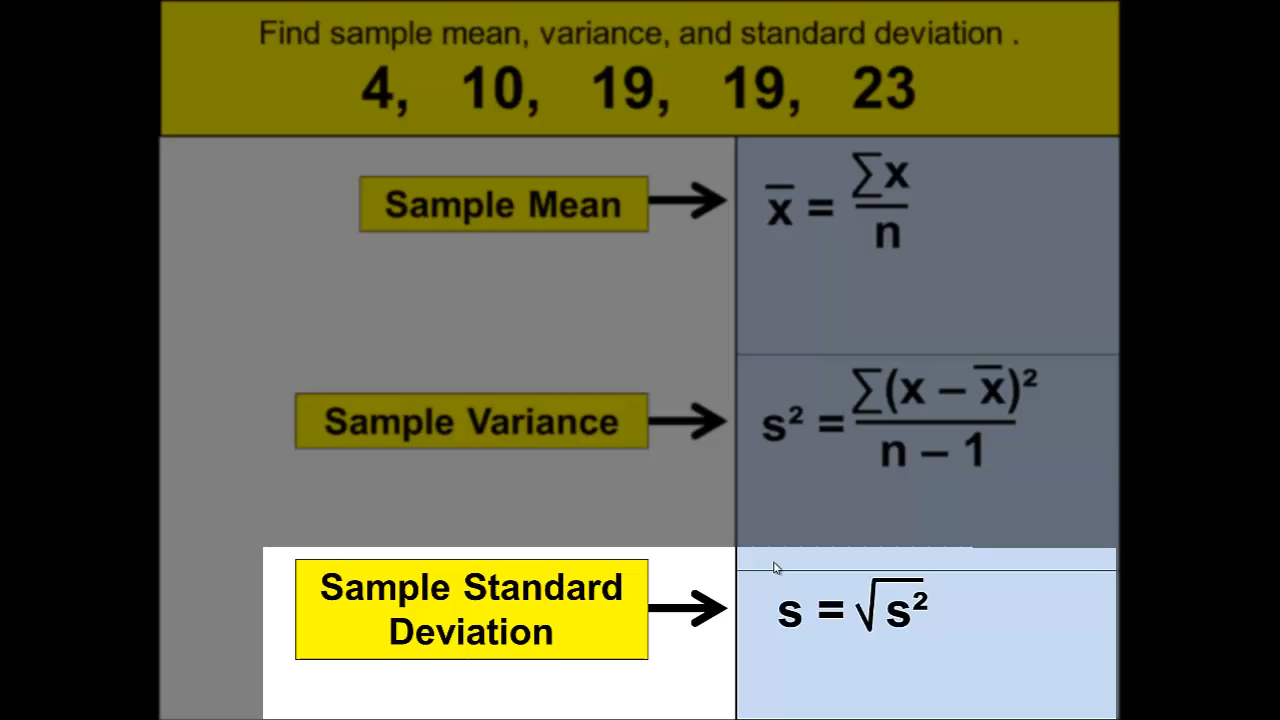 Find sample mean, variance, and standard deviation .
4, 10, 19, 19, 23
Sample Mean
x̅ = ∑x / n
Sample Variance
s² = ∑(x – x̅)² / n – 1
Sample Standard
Deviation
s = √s²